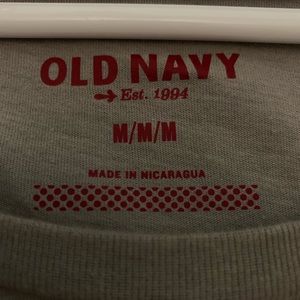 OLD NAVY
Est. 1994
M/M/M
MADE IN NICARAGUA